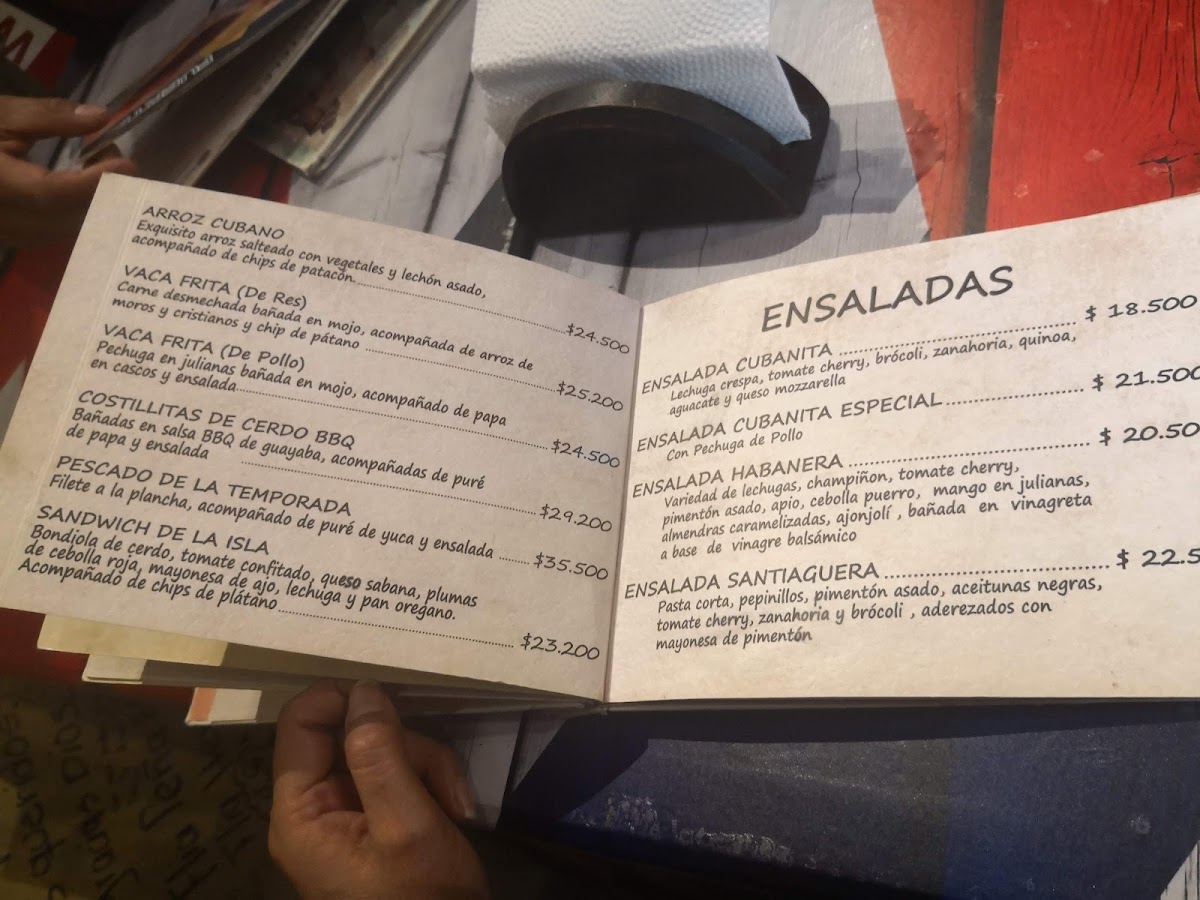 ARROZ CUBANO
Exquisito arroz salteado con vegetales y lechón asado,
acompañado de chips de patacón.......................$24.500
VACA FRITA (De Res)
Carne desmechada bañada en mojo, acompañada de arroz de
moros y cristianos y chip de pátano .......................$25.200
VACA FRITA (De Pollo)
Pechuga en julianas bañada en mojo, acompañado de papa
en cascos y ensalada.......................$24.500
COSTILLITAS DE CERDO BBQ
Bañadas en salsa BBQ de guayaba, acompañadas de puré
de papa y ensalada .......................$29.200
PESCADO DE LA TEMPORADA
Filete a la plancha, acompañado de puré de yuca y ensalada ........$35.500
SANDWICH DE LA ISLA
Bondiola de cerdo, tomate confitado, queso sabana, plumas
de cebolla roja, mayonesa de ajo, lechuga y pan oregano.
Acompañado de chips de plátano.......................$23.200
ENSALADAS
ENSALADA CUBANITA ....................... $ 18.500
Lechuga crespa, tomate cherry, brócoli, zanahoria, quinoa,
aguacate y queso mozzarella
ENSALADA CUBANITA ESPECIAL....................... $ 21.500
Con Pechuga de Pollo
ENSALADA HABANERA ....................... $ 20.50
Variedad de lechugas, champiñon, tomate cherry,
pimentón asado, apio, cebolla puerro, mango en julianas,
almendras caramelizadas, ajonjolí , bañada en vinagreta
a base de vinagre balsámico
ENSALADA SANTIAGUERA ....................... $ 22.5
Pasta corta, pepinillos, pimentón asado, aceitunas negras,
tomate cherry, zanahoria y brócoli , aderezados con
mayonesa de pimentón